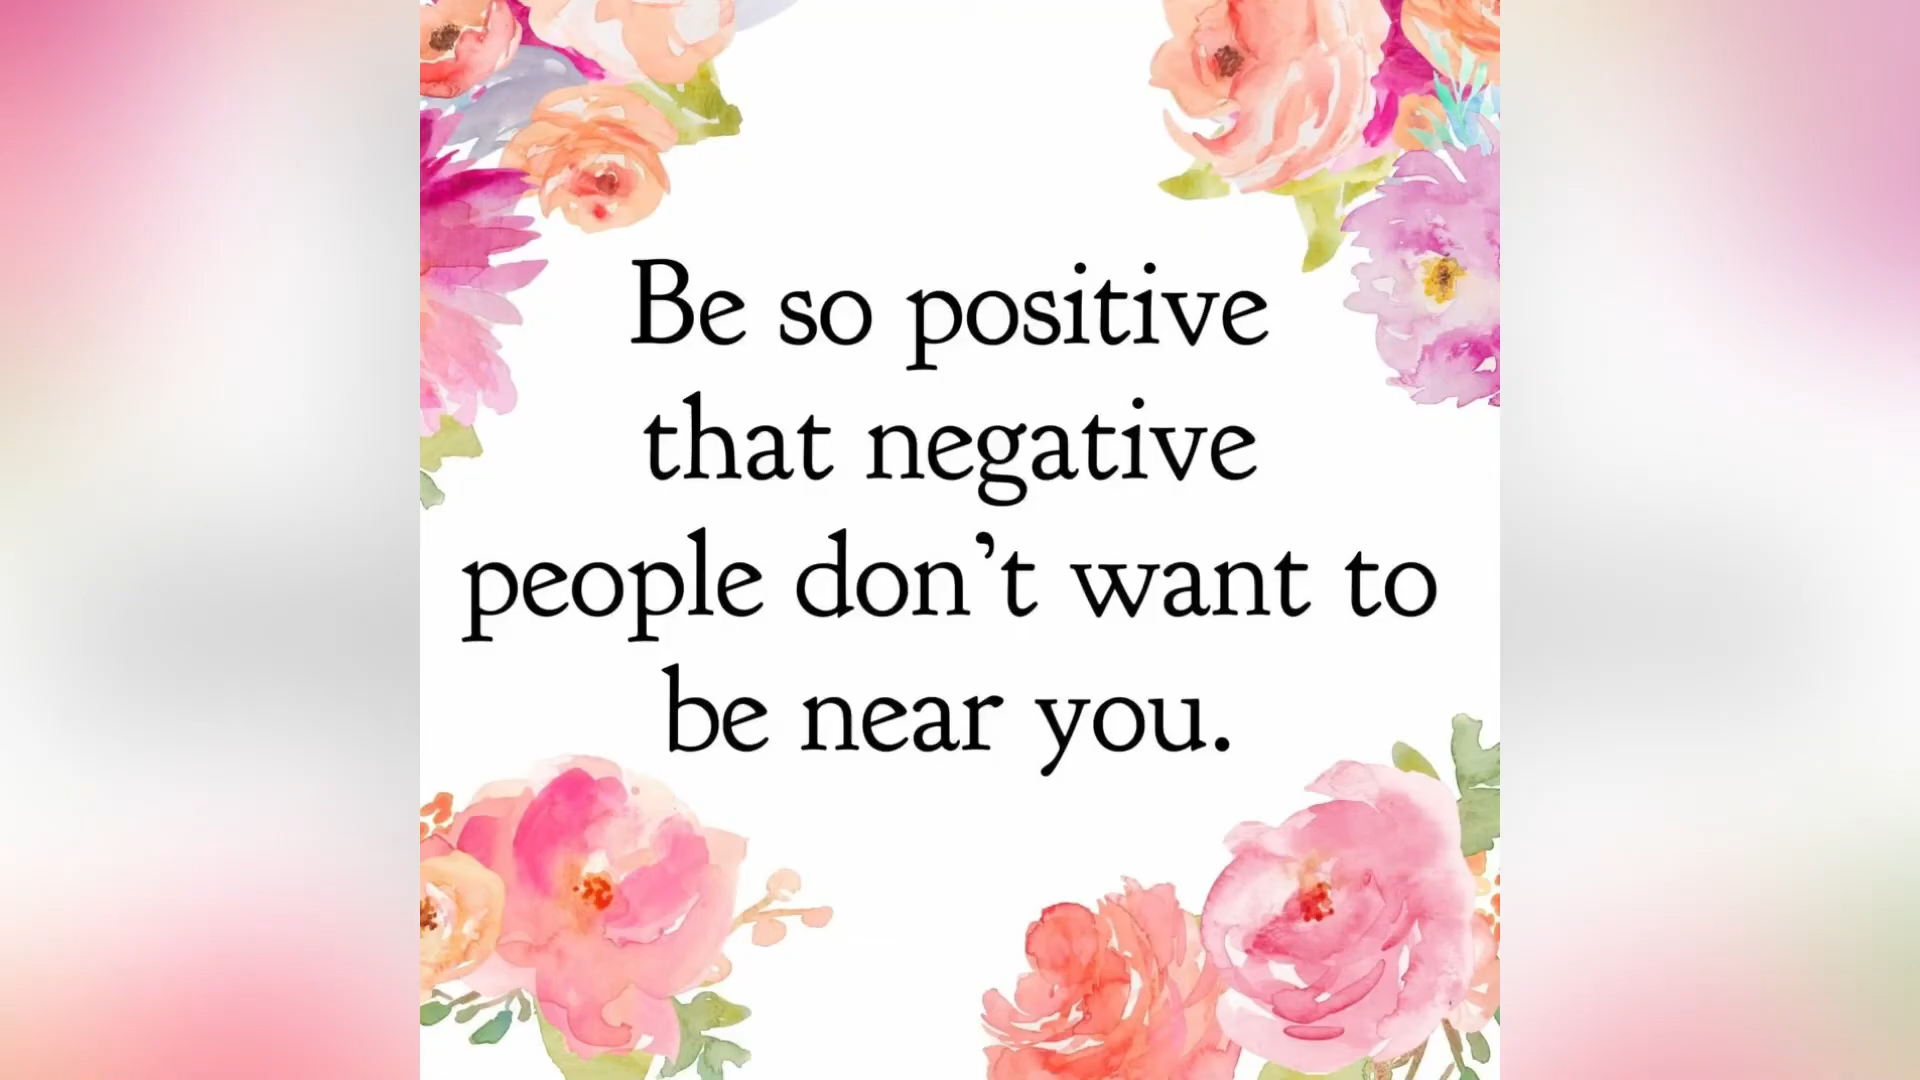 Be so positive
that negative
people don’t want to
be near you.